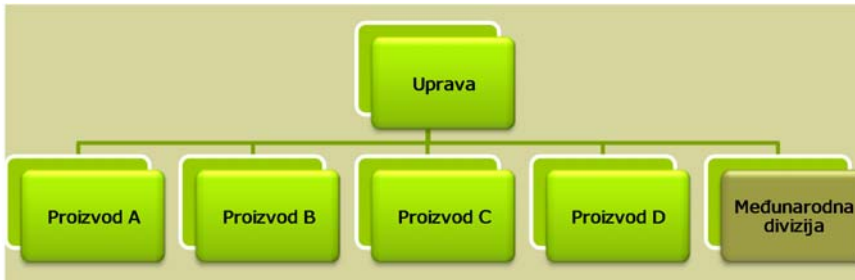 Uprava
Proizvod A
Proizvod B
Proizvod C
Proizvod D
Međunarodna
divizija